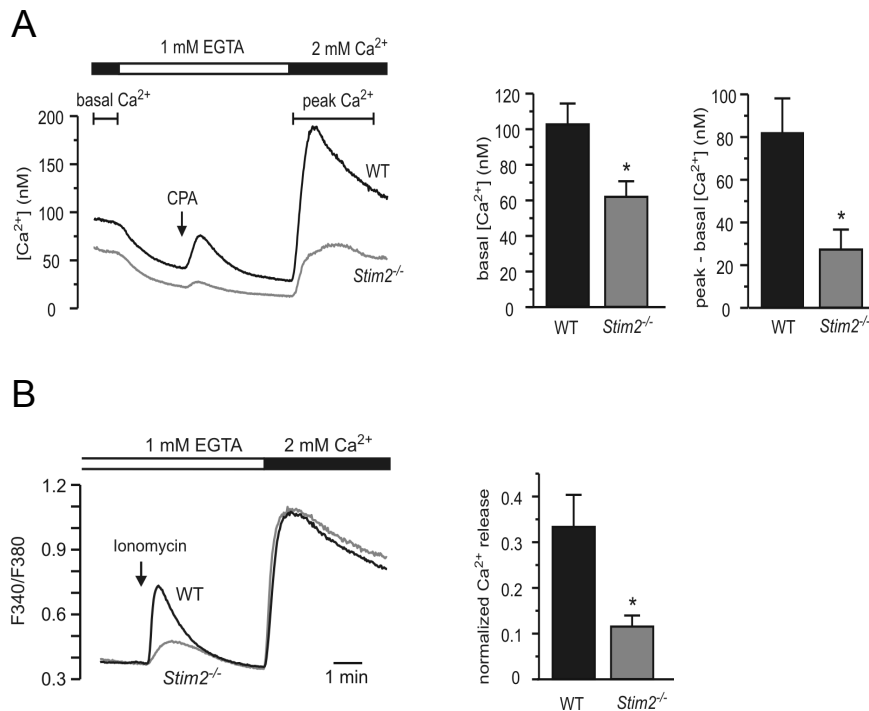 A
1 mM EGTA 2 mM Ca²⁺
basal Ca²⁺ peak Ca²⁺
200
150
100
50
0
[Ca²⁺] (nM)
CPA
WT
Stim2⁻/⁻
120
100
80
60
40
20
0
basal [Ca²⁺] (nM)
*
WT Stim2⁻/⁻
100
80
60
40
20
0
peak - basal [Ca²⁺] (nM)
*
WT Stim2⁻/⁻
B
1 mM EGTA 2 mM Ca²⁺
1.2
0.9
0.6
0.3
F340/F380
Ionomycin
WT
Stim2⁻/⁻
1 min
0.4
0.3
0.2
0.1
0
normalized Ca²⁺ release
*
WT Stim2⁻/⁻